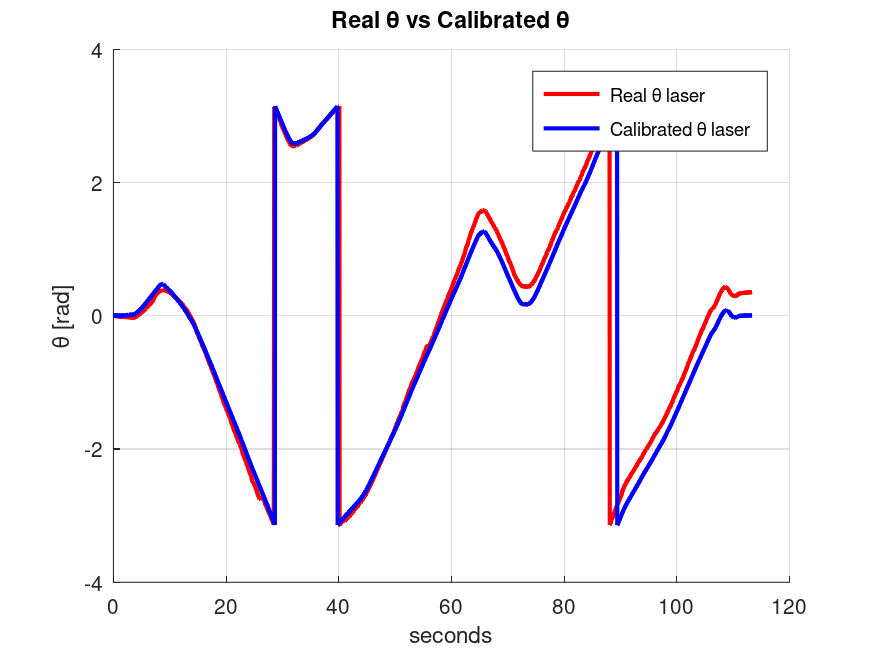 Real θ vs Calibrated θ
4
2
0
-2
-4
θ [rad]
Real θ laser
Calibrated θ laser
0 20 40 60 80 100 120
seconds